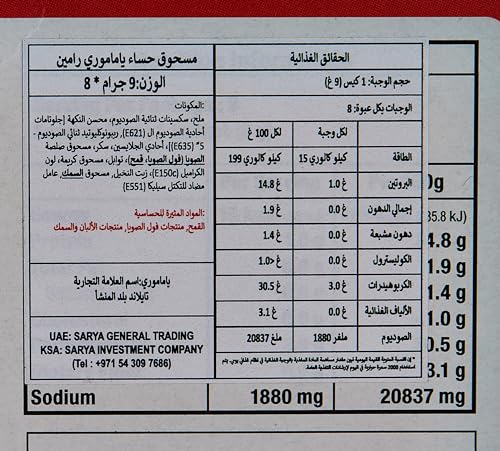 مسحوق حساء ياماموري رامين
الوزن:9 جرام * 8
المكونات:
ملح، سكسينات ثنائية الصوديوم، محسن النكهة [جلوتامات
أحادية الصوديوم ال (E621)، ريبونوكليوتيد ثنائي الصوديوم -
5" (E635)]، أحادي الجلايسين، سكر، مسحوق صلصة
الصويا (فول الصويا، قمح)، توابل، مسحوق كريمة، لون
الكراميل (E150c)، زيت النخيل، مسحوق السمك، عامل
مضاد للتكتل سيليكا (E551)
المواد المثيرة للحساسية:
القمح، منتجات فول الصويا، منتجات الألبان والسمك
ياماموري:اسم العلامة التجارية
تايلاند بلد المنشأ
UAE: SARYA GENERAL TRADING
KSA: SARYA INVESTMENT COMPANY
(Tel : +971 54 309 7686)
الحقائق الغذائية
حجم الوجبة: 1 كيس (9 غ)
الوجبات بكل عبوة: 8
لكل وجبة لكل 100 غ
الطاقة 15 كيلو كالوري 199 كيلو كالوري
البروتين 1.0 غ 14.8 غ
إجمالي الدهون 0.0 غ 1.9 غ
دهون مشبعة 0.0 غ 1.4 غ
الكوليسترول 0.0 غ <1.0 غ
الكربوهيدرات 3.0 غ 30.5 غ
الألياف الغذائية 0.0 غ 3.1 غ
الصوديوم 1880 ملغر 20837 ملغ
0g
35.8 kJ)
4.8 g
1.9 g
1.4 g
1.0 g
0.5 g
3.1 g
Sodium 1880 mg 20837 mg